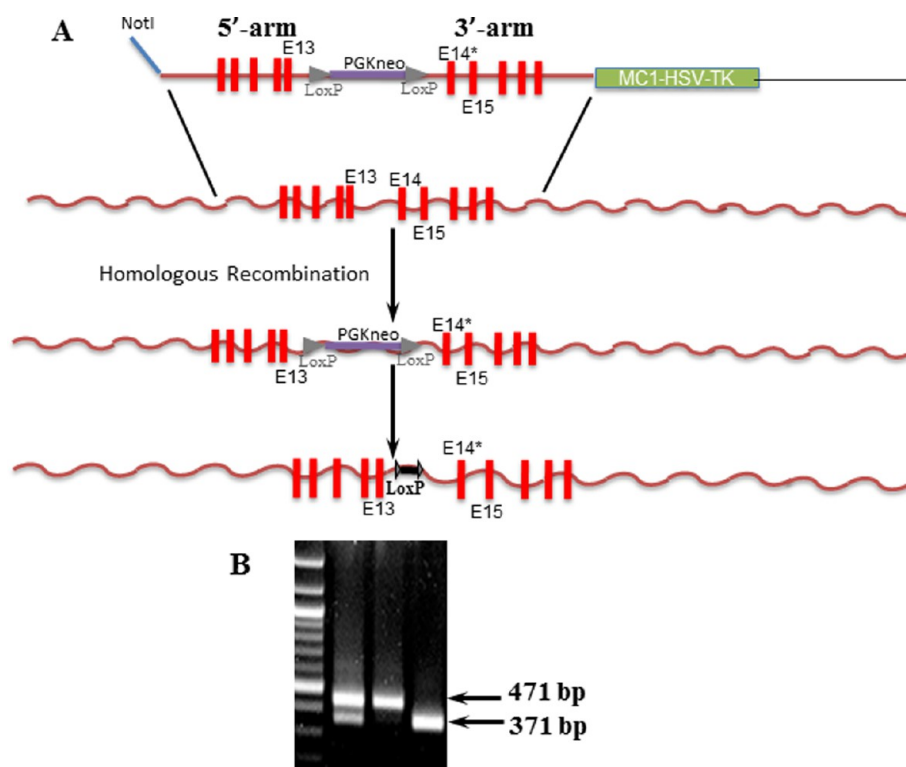 A
NotI
5′-arm
3′-arm
E13
PGKneo
E14*
LoxP
LoxP
E15
MC1-HSV-TK
E13
E14
E15
Homologous Recombination
PGKneo
E14*
E13
LoxP
LoxP
E15
E14*
LoxP
E13
E15
B
471 bp
371 bp